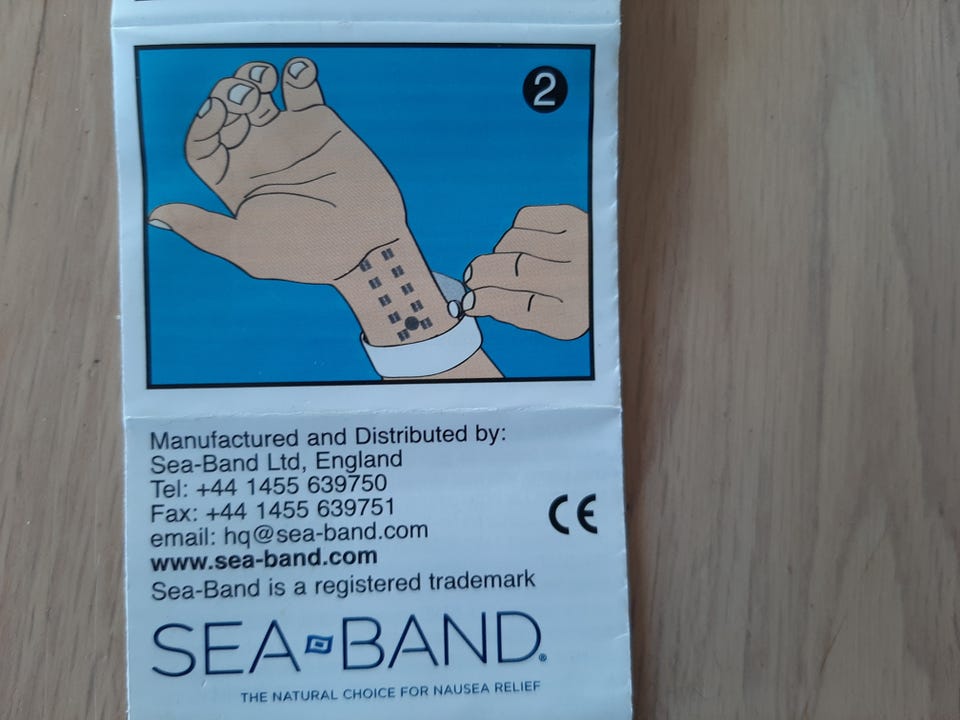 2
Manufactured and Distributed by:
Sea-Band Ltd, England
Tel: +44 1455 639750
Fax: +44 1455 639751
email: hq@sea-band.com
www.sea-band.com
Sea-Band is a registered trademark
CE
SEA-BAND®
THE NATURAL CHOICE FOR NAUSEA RELIEF